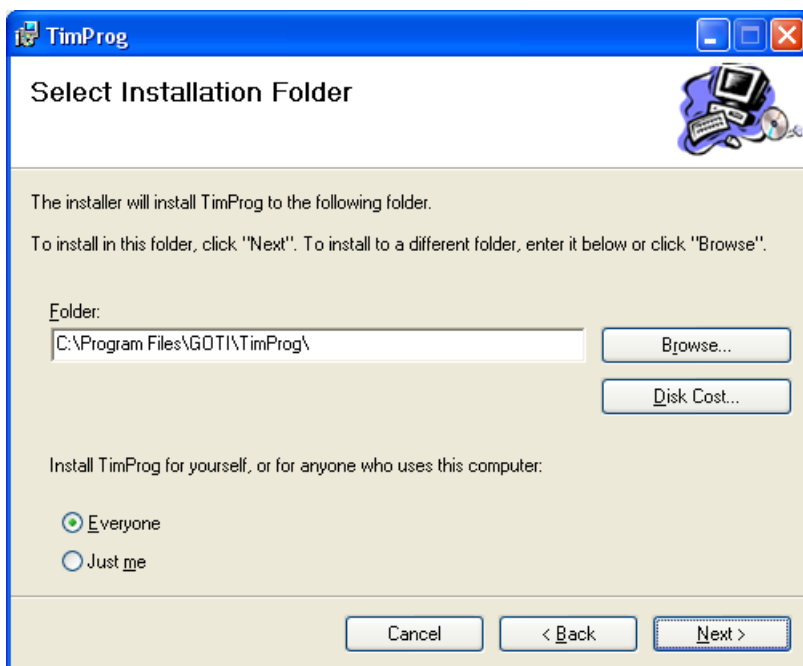 TimProg
Select Installation Folder
The installer will install TimProg to the following folder.
To install in this folder, click "Next". To install to a different folder, enter it below or click "Browse".
Folder:
C:\Program Files\GOTI\TimProg\
Browse...
Disk Cost...
Install TimProg for yourself, or for anyone who uses this computer:
Everyone
Just me
Cancel
< Back
Next >